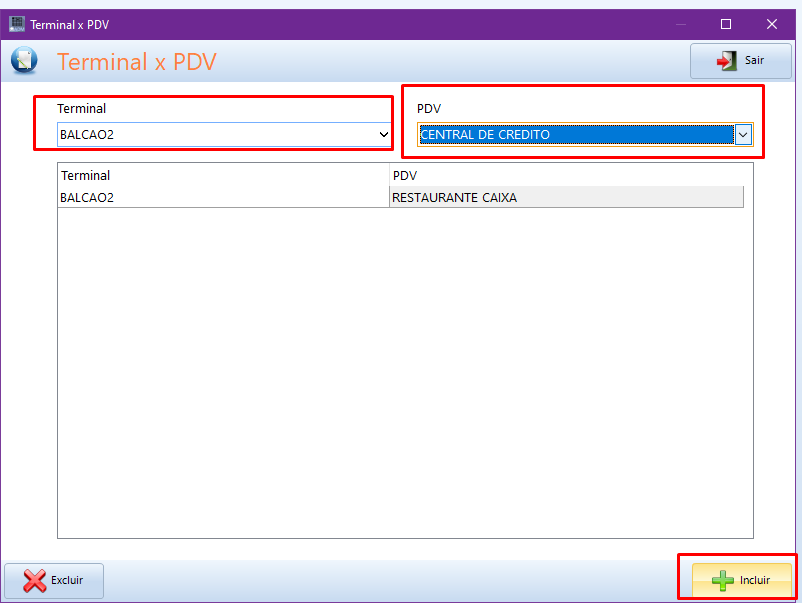 Terminal x PDV
Terminal x PDV
Sair
Terminal
PDV
BALCAO2
CENTRAL DE CREDITO
Terminal
PDV
BALCAO2
RESTAURANTE CAIXA
Excluir
Incluir